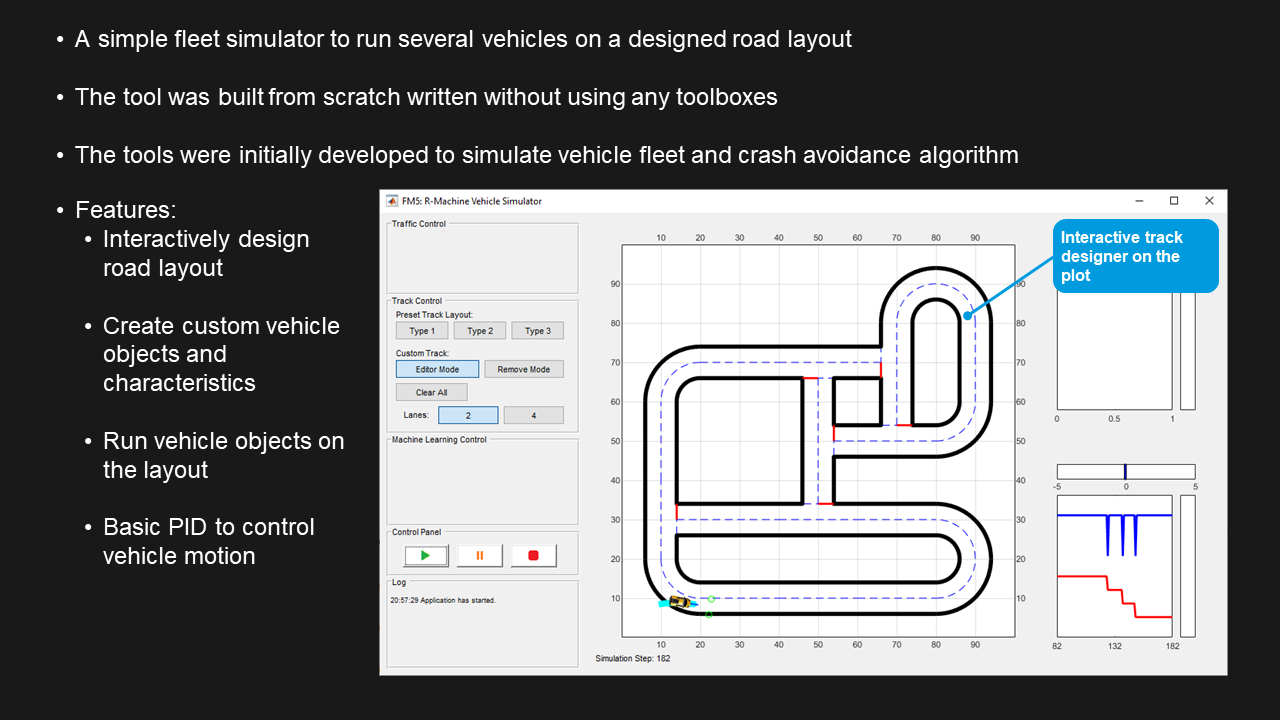 • A simple fleet simulator to run several vehicles on a designed road layout
• The tool was built from scratch written without using any toolboxes
• The tools were initially developed to simulate vehicle fleet and crash avoidance algorithm
• Features:
• Interactively design
road layout
• Create custom vehicle
objects and
characteristics
• Run vehicle objects on
the layout
• Basic PID to control
vehicle motion
FM5: R-Machine Vehicle Simulator
Traffic Control
Track Control
Preset Track Layout:
Type 1 Type 2 Type 3
Custom Track:
Editor Mode Remove Mode
Clear All
Lanes: 2 4
Machine Learning Control
Control Panel
Log
20:57:29 Application has started.
10 20 30 40 50 60 70 80 90
90 90
80 80
70 70
60 60
50 50
40 40
30 30
20 20
10 10
10 20 30 40 50 60 70 80 90
Simulation Step: 182
Interactive track
designer on the
plot
0 0.5 1
-5 0 5
82 132 182